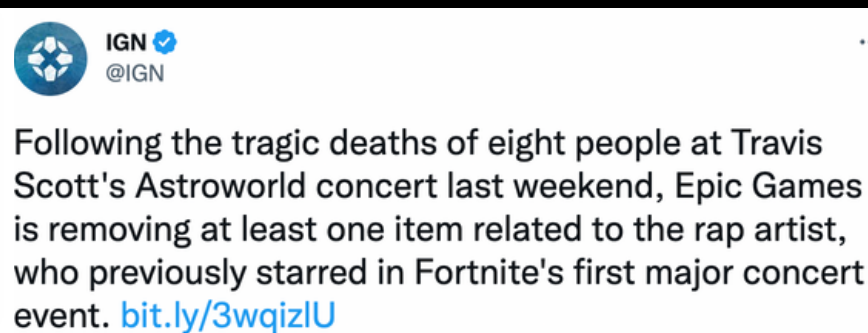 IGN
@IGN
Following the tragic deaths of eight people at Travis
Scott's Astroworld concert last weekend, Epic Games
is removing at least one item related to the rap artist,
who previously starred in Fortnite's first major concert
event. bit.ly/3wqizlU